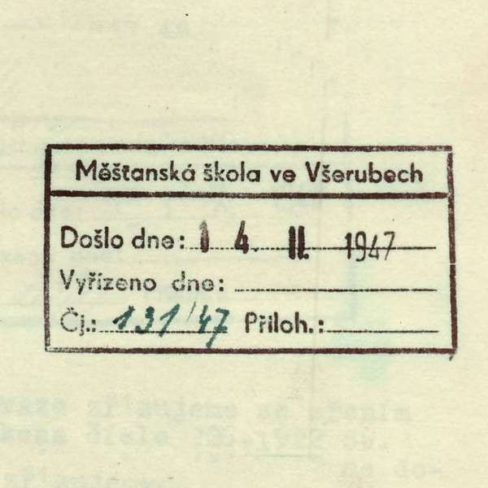 Měšťanská škola ve Všerubech
Došlo dne: 14. II. 1947
Vyřízeno dne:
Čj.: 131/47 Příloh.: